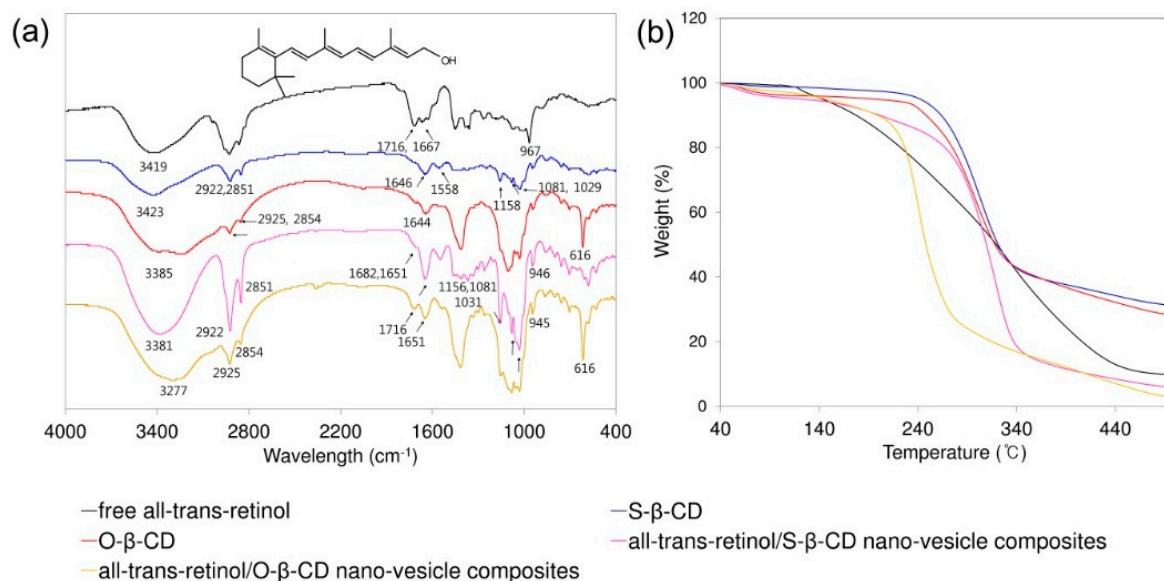 (a)
OH
3419
1716, 1667
967
2922,2851
1646
1558
1081, 1029
3423
1158
2925, 2854
1644
3385
616
1682,1651
1156,1081
946
2851
1031
3381
2922
1716
945
2854
1651
2925
616
3277
4000 3400 2800 2200 1600 1000 400
Wavelength (cm⁻¹)
(b)
120
100
80
60
40
20
0
Weight (%)
40 140 240 340 440
Temperature (℃)
free all-trans-retinol
S-β-CD
O-β-CD
all-trans-retinol/S-β-CD nano-vesicle composites
all-trans-retinol/O-β-CD nano-vesicle composites